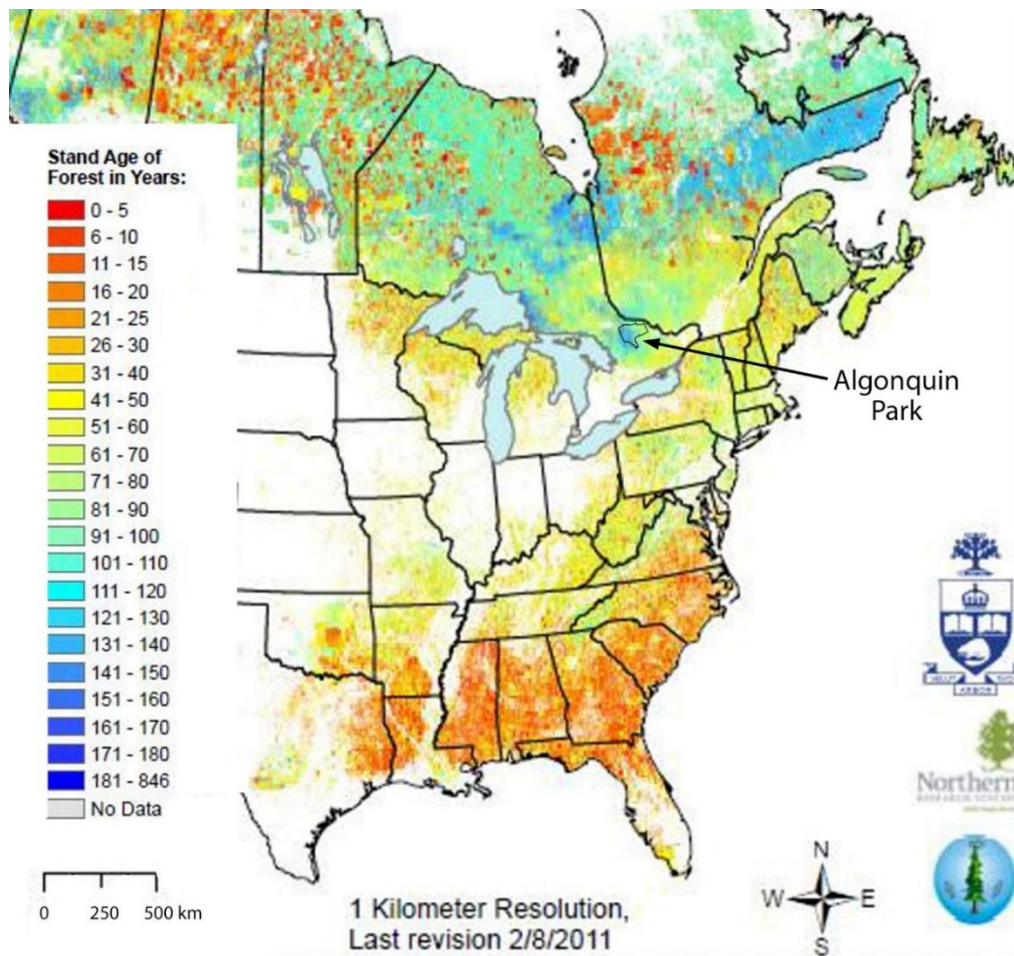 Stand Age of
Forest in Years:
0 - 5
6 - 10
11 - 15
16 - 20
21 - 25
26 - 30
31 - 40
41 - 50
51 - 60
61 - 70
71 - 80
81 - 90
91 - 100
101 - 110
111 - 120
121 - 130
131 - 140
141 - 150
151 - 160
161 - 170
171 - 180
181 - 846
No Data
0 250 500 km
Algonquin
Park
ARBOR
Northern
1 Kilometer Resolution,
Last revision 2/8/2011
N
W E
S